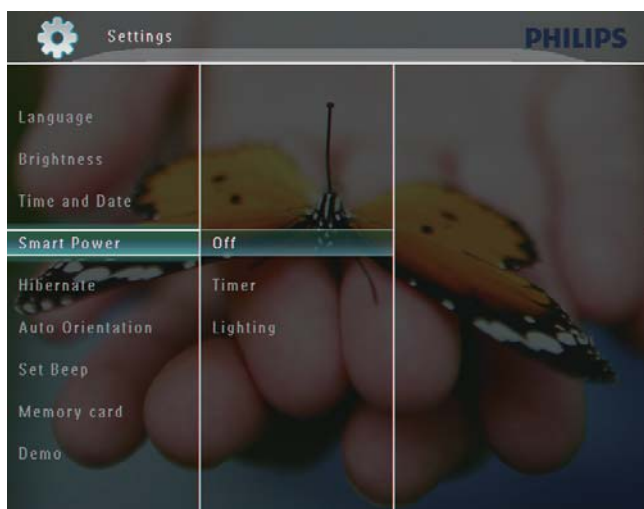 Settings
PHILIPS
Language
Brightness
Time and Date
Smart Power
Off
Hibernate
Timer
Auto Orientation
Lighting
Set Beep
Memory card
Demo